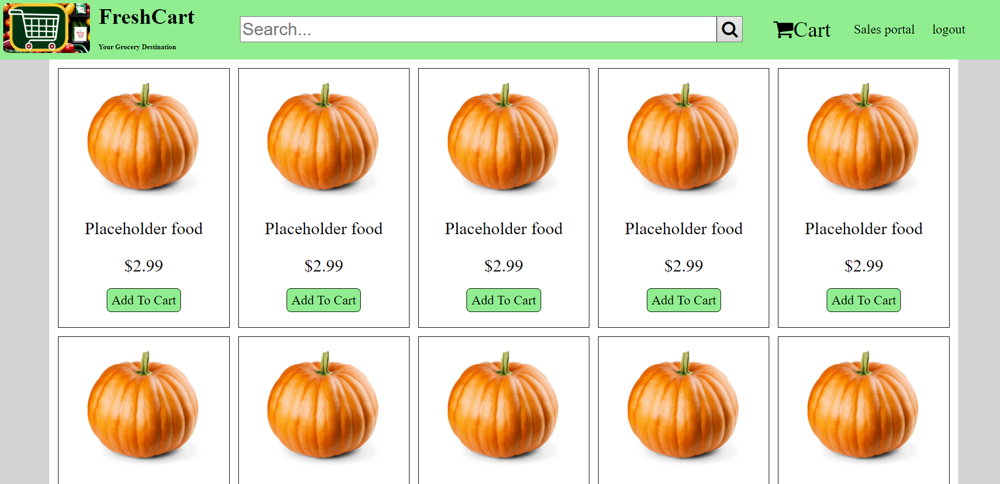 FreshCart
Your Grocery Destination
Search...
Cart
Sales portal
logout
Placeholder food
$2.99
Add To Cart
Placeholder food
$2.99
Add To Cart
Placeholder food
$2.99
Add To Cart
Placeholder food
$2.99
Add To Cart
Placeholder food
$2.99
Add To Cart